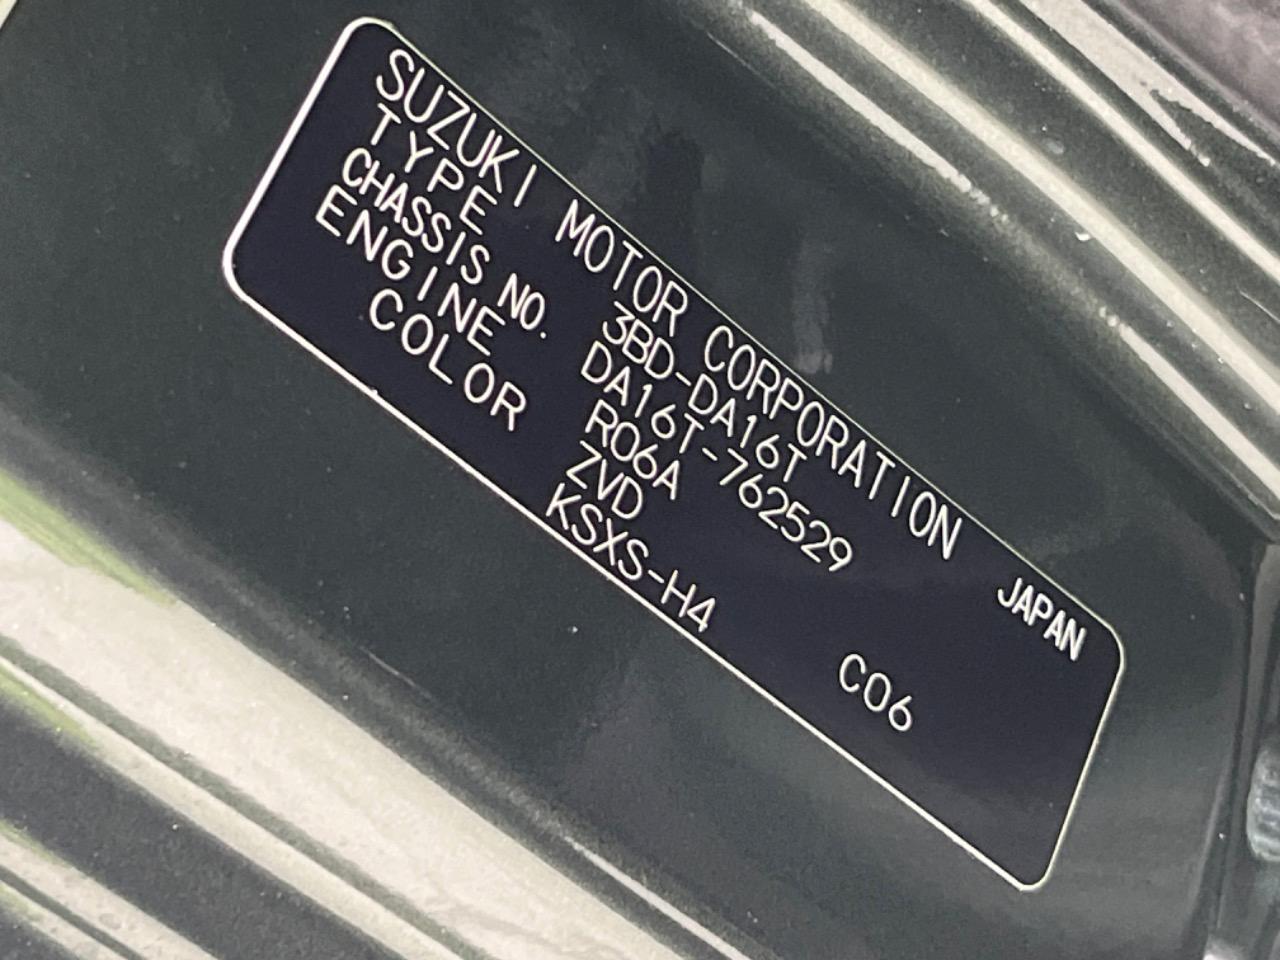 SUZUKI MOTOR CORPORATION JAPAN
TYPE 3BD-DA16T
CHASSIS NO. DA16T-762529
ENGINE R06A
COLOR ZVD
KSXS-H4 C06